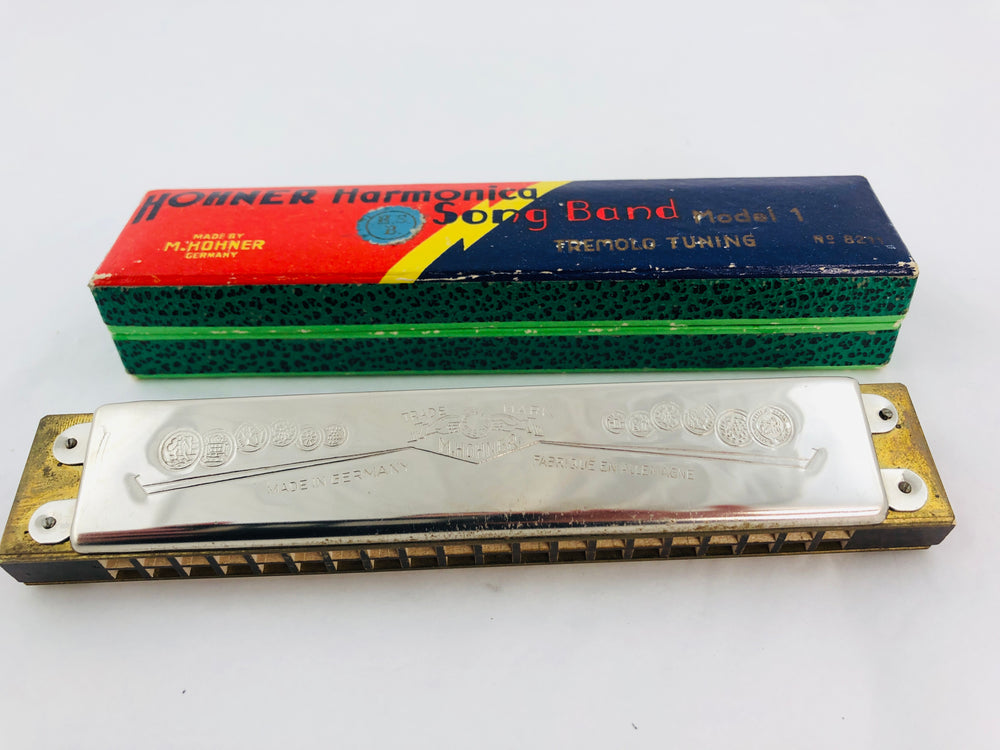 HOHNER Harmonica
Song Band Model 1
TREMOLO TUNING
MADE BY
M. HOHNER
GERMANY
TRADE MARK
M. HOHNER
MADE IN GERMANY
FABRIQUÉ EN ALLEMAGNE